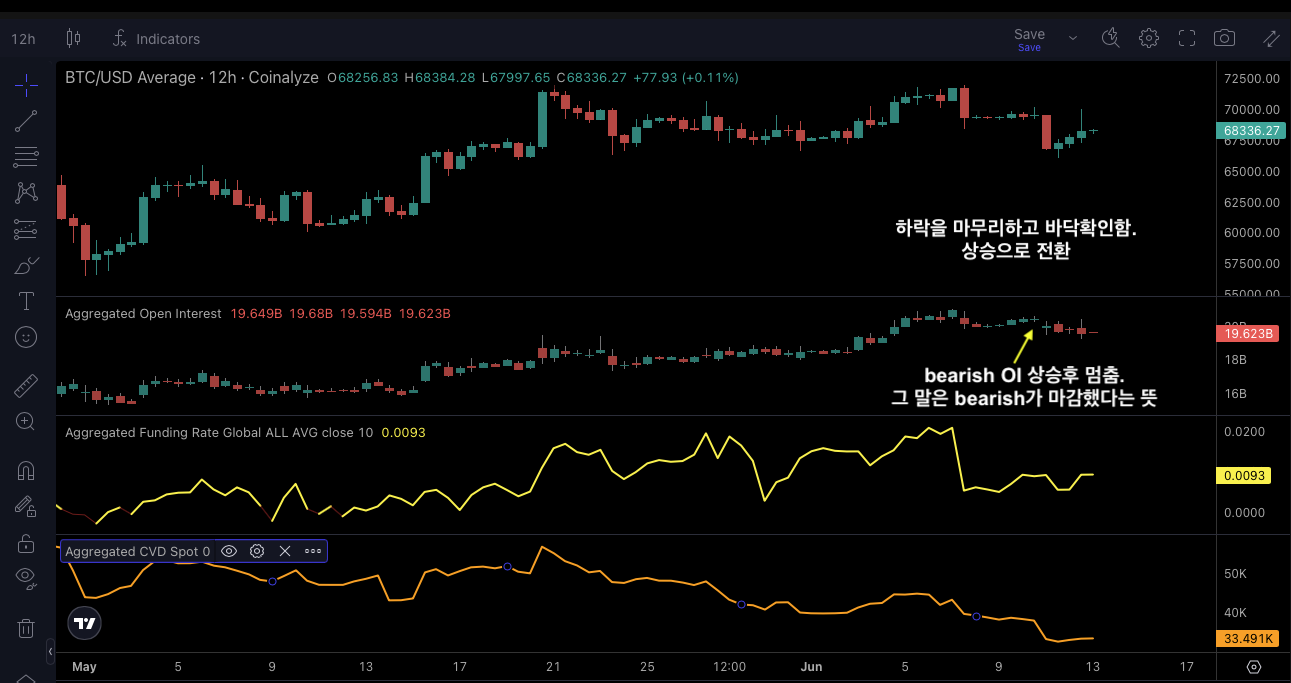 12h
Indicators
Save
Save
BTC/USD Average · 12h · Coinalyze O68256.83 H68384.28 L67997.65 C68336.27 +77.93 (+0.11%)
72500.00
70000.00
68336.27
67500.00
65000.00
62500.00
60000.00
57500.00
55000.00
하락을 마무리하고 바닥확인함.
상승으로 전환
Aggregated Open Interest 19.649B 19.68B 19.594B 19.623B
20B
19.623B
18B
16B
bearish OI 상승후 멈춤.
그 말은 bearish가 마감했다는 뜻
Aggregated Funding Rate Global ALL AVG close 10 0.0093
0.0200
0.0093
0.0000
Aggregated CVD Spot 0
50K
40K
33.491K
May 5 9 13 17 21 25 12:00 Jun 5 9 13 17